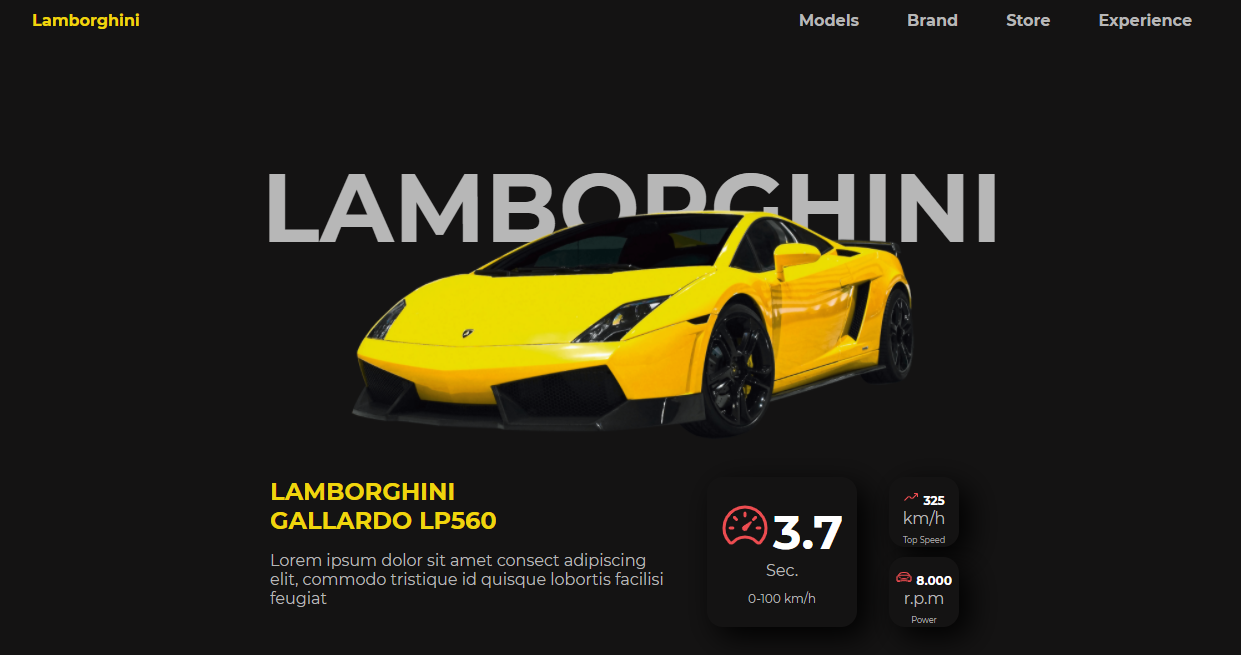 Lamborghini
Models
Brand
Store
Experience
LAMBORGHINI
LAMBORGHINI
GALLARDO LP560
Lorem ipsum dolor sit amet consect adipiscing
elit, commodo tristique id quisque lobortis facilisi
feugiat
3.7
Sec.
0-100 km/h
325
km/h
Top Speed
8.000
r.p.m
Power